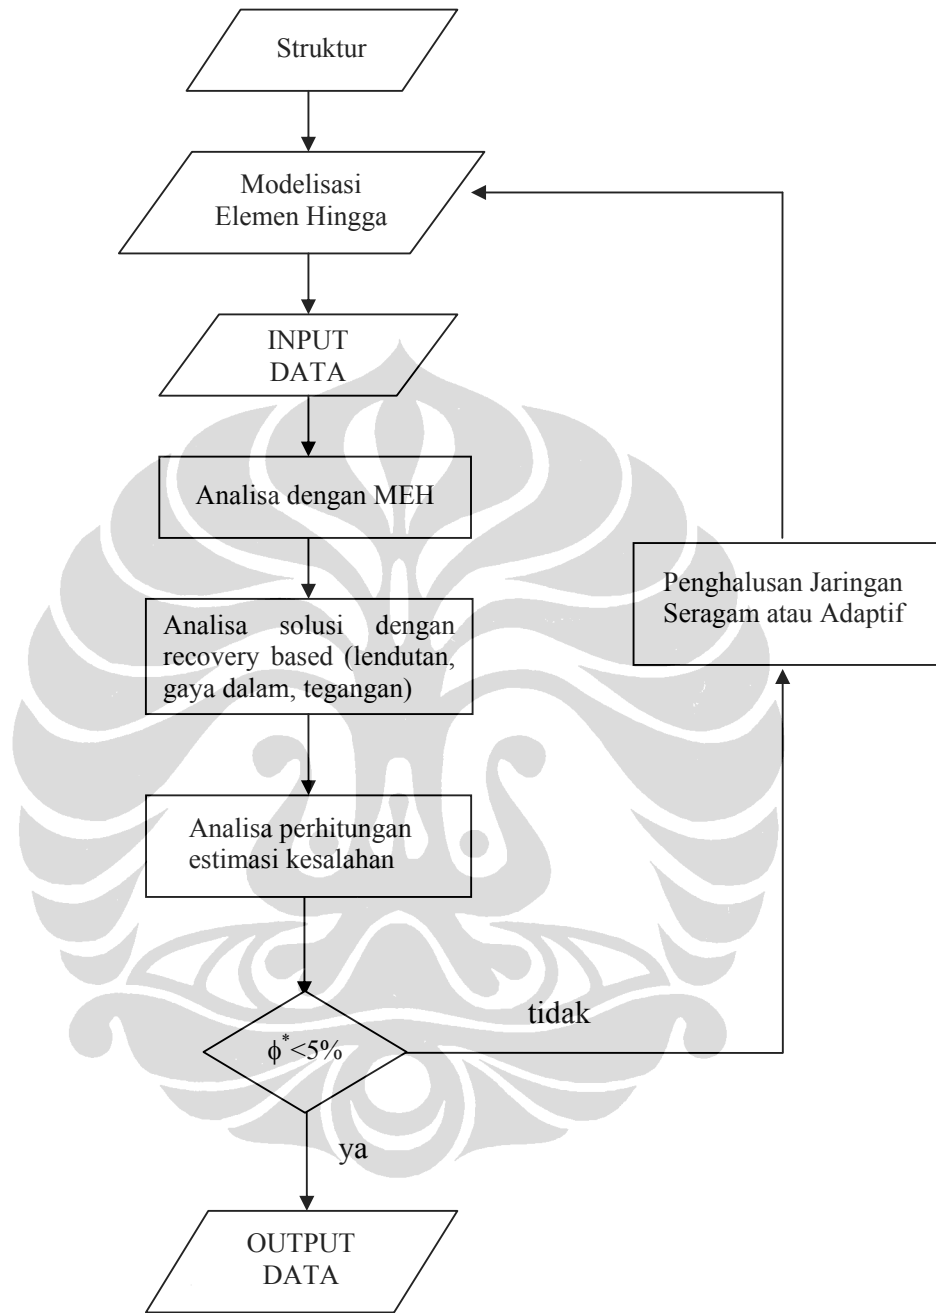 Struktur
Modelisasi
Elemen Hingga
INPUT
DATA
Analisa dengan MEH
Penghalusan Jaringan
Seragam atau Adaptif
Analisa solusi dengan
recovery based (lendutan,
gaya dalam, tegangan)
Analisa perhitungan
estimasi kesalahan
tidak
ϕ*<5%
ya
OUTPUT
DATA